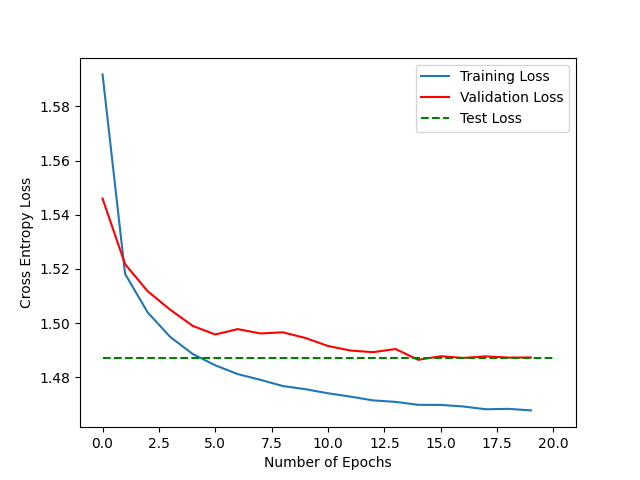 Training Loss
Validation Loss
Test Loss
1.58
1.56
1.54
1.52
1.50
1.48
Cross Entropy Loss
0.0 2.5 5.0 7.5 10.0 12.5 15.0 17.5 20.0
Number of Epochs